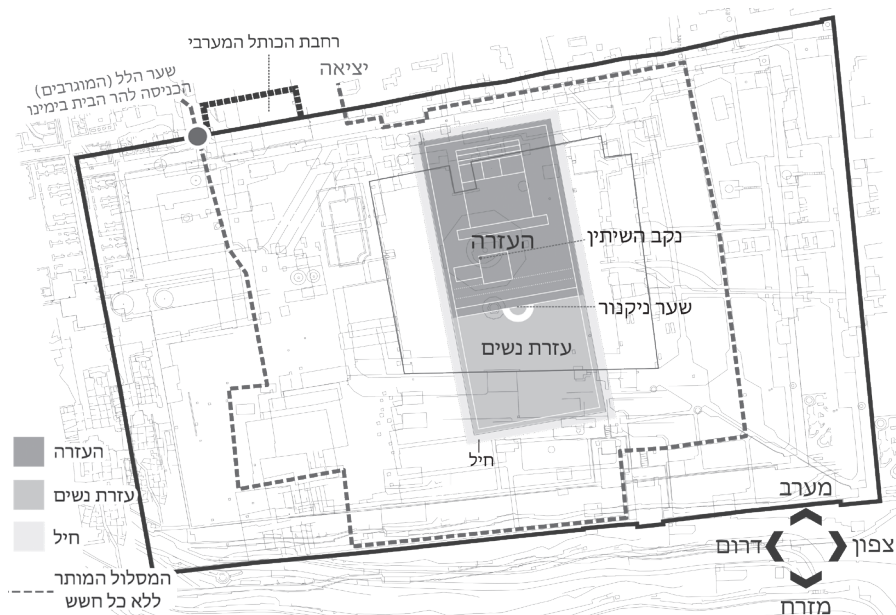 רחבת הכותל המערבי
יציאה
שער הלל (המוגרבים)
הכניסה להר הבית בימינו
העזרה
נקב השיתין
שער ניקנור
עזרת נשים
חיל
העזרה
עזרת נשים
חיל
המסלול המותר
ללא כל חשש
מערב
צפון
דרום
מזרח